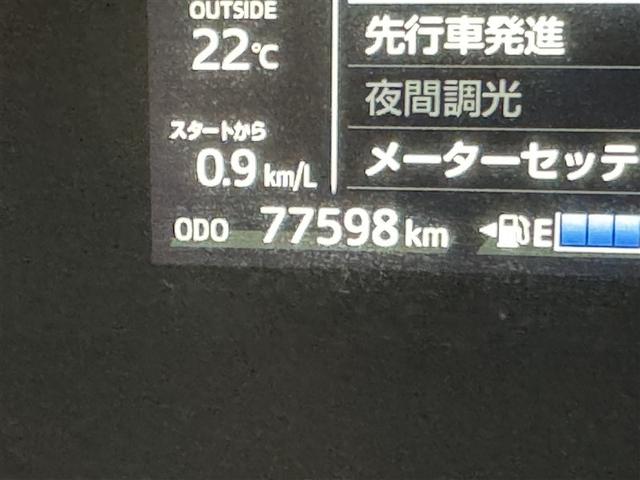 OUTSIDE
22℃
スタートから
0.9 km/L
ODO 77598 km
先行車発進
夜間調光
メーターセッテ
E